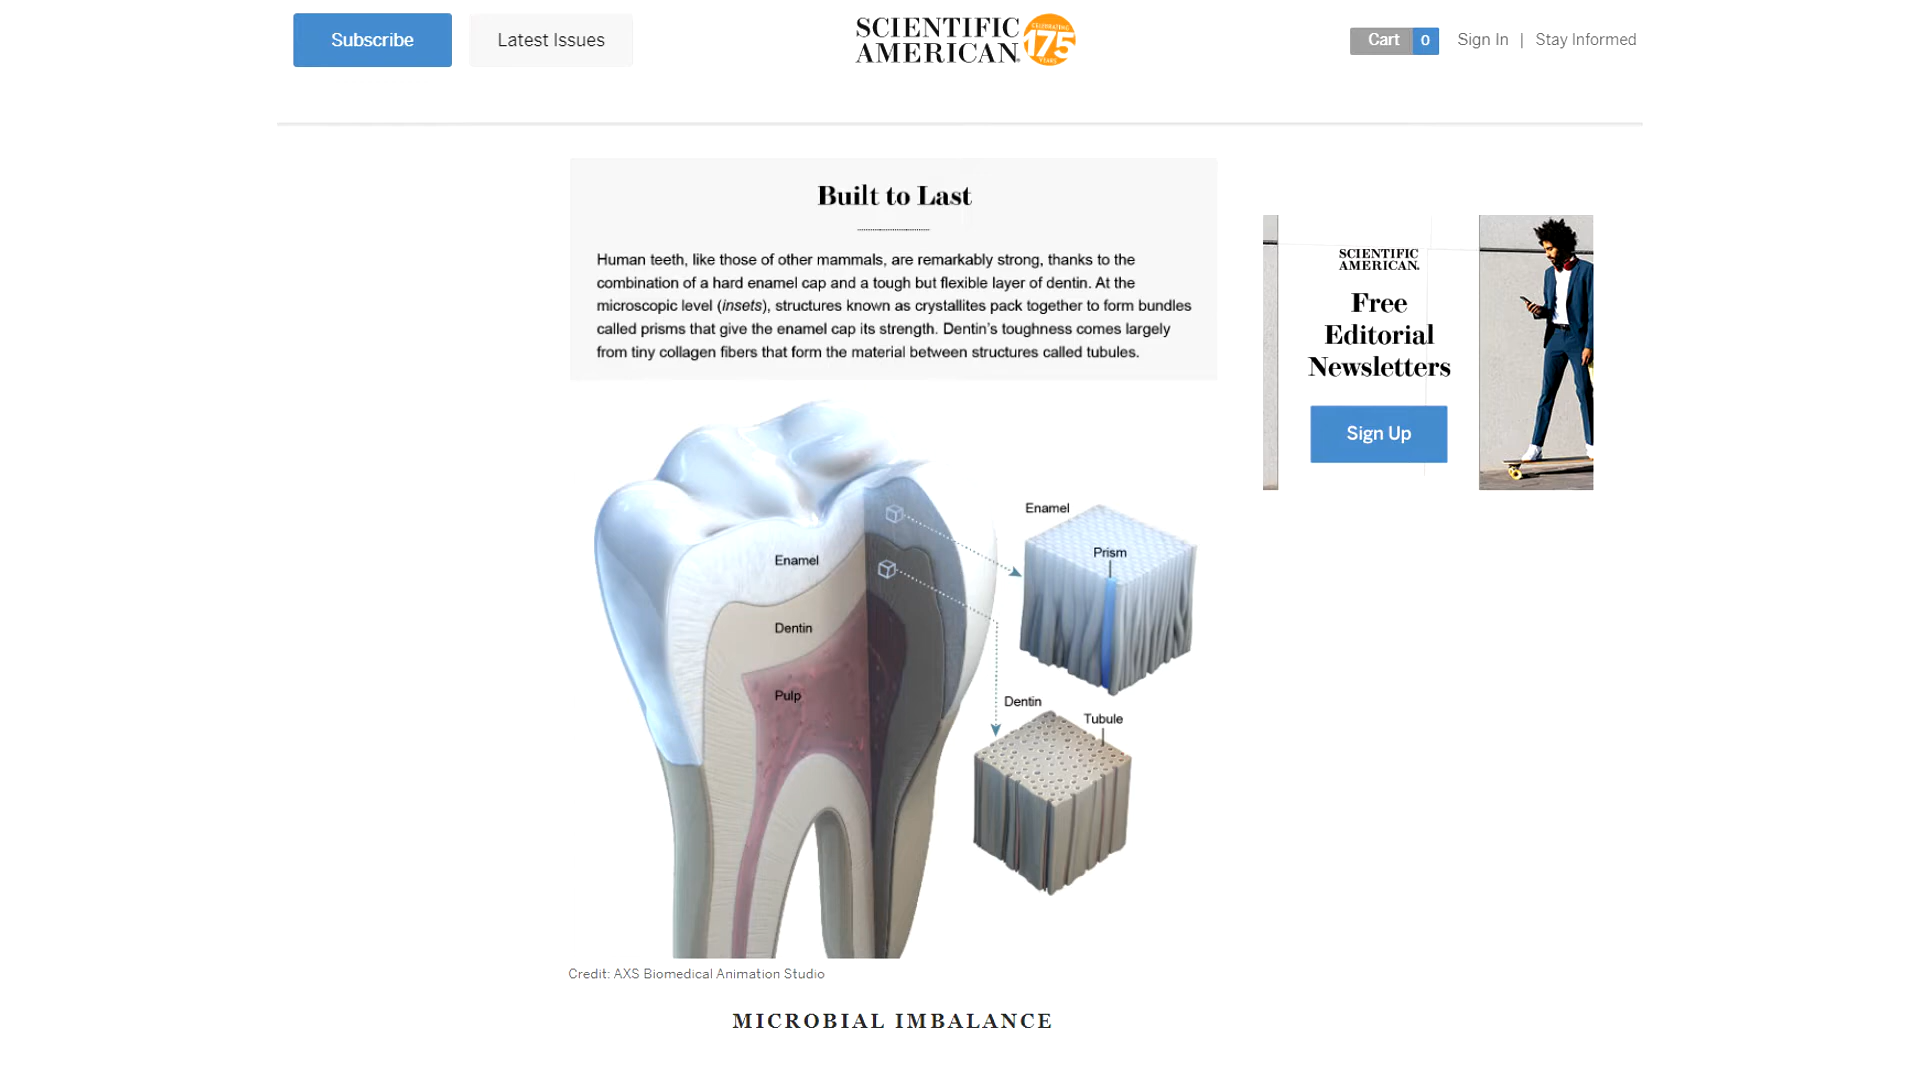 Subscribe
Latest Issues
SCIENTIFIC
AMERICAN
CELEBRATING
175
YEARS
Cart 0
Sign In | Stay Informed
Built to Last
Human teeth, like those of other mammals, are remarkably strong, thanks to the
combination of a hard enamel cap and a tough but flexible layer of dentin. At the
microscopic level (insets), structures known as crystallites pack together to form bundles
called prisms that give the enamel cap its strength. Dentin's toughness comes largely
from tiny collagen fibers that form the material between structures called tubules.
SCIENTIFIC
AMERICAN.
Free
Editorial
Newsletters
Sign Up
Enamel
Prism
Enamel
Dentin
Pulp
Dentin
Tubule
Credit: AXS Biomedical Animation Studio
MICROBIAL IMBALANCE